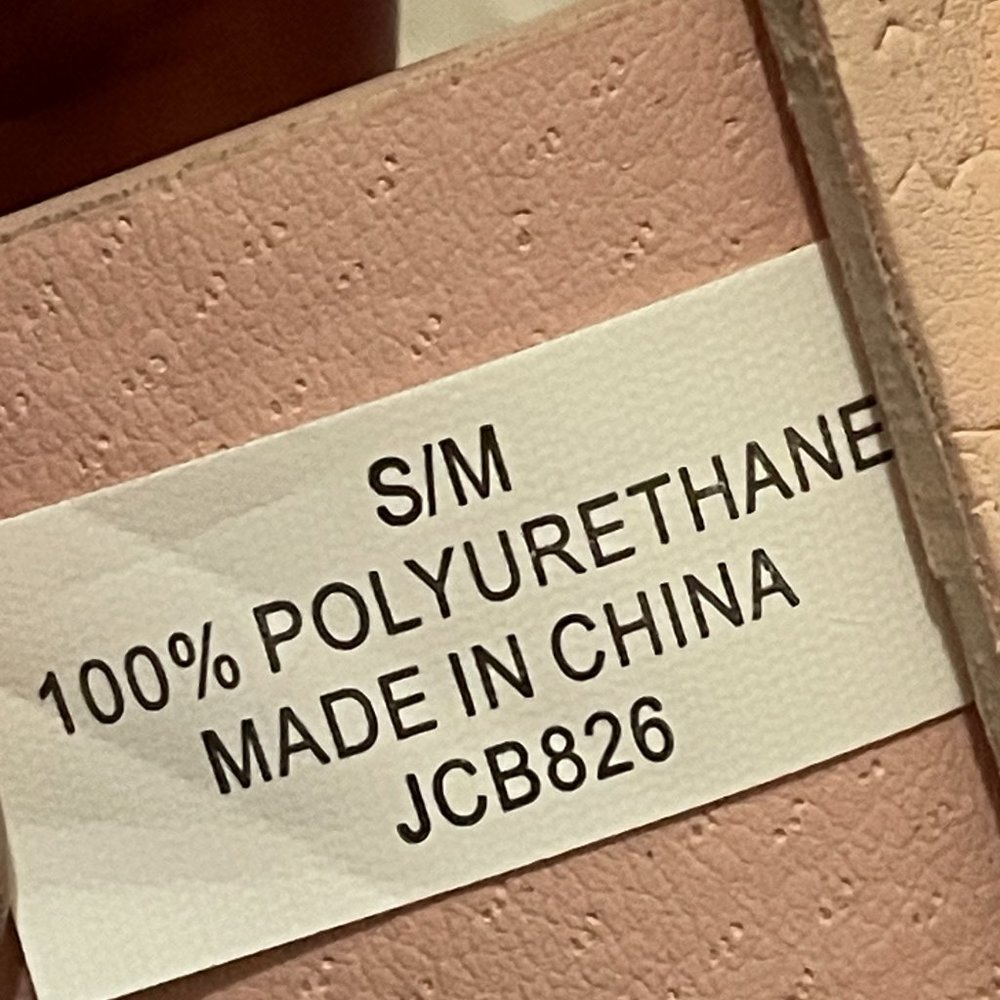 S/M
100% POLYURETHANE
MADE IN CHINA
JCB826